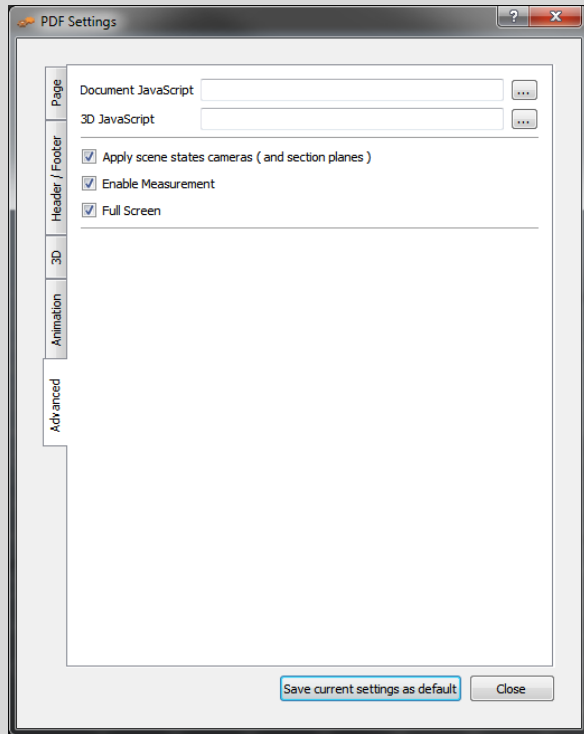 PDF Settings
?
Page
Header / Footer
3D
Animation
Advanced
Document JavaScript ...
3D JavaScript ...
Apply scene states cameras ( and section planes )
Enable Measurement
Full Screen
Save current settings as default Close